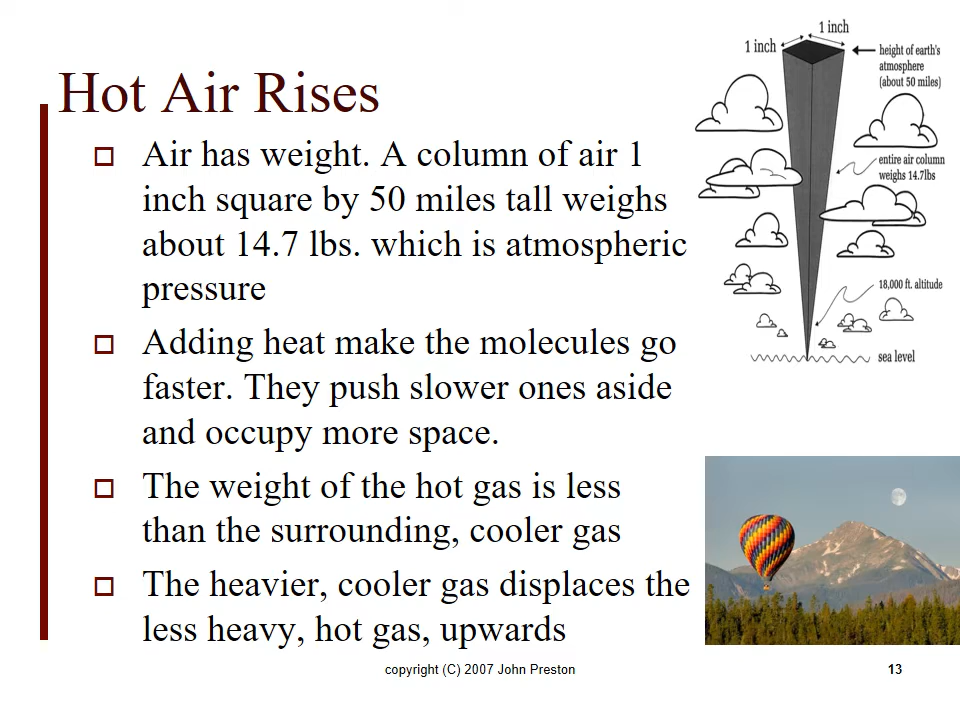 Hot Air Rises
Air has weight. A column of air 1
inch square by 50 miles tall weighs
about 14.7 lbs. which is atmospheric
pressure
Adding heat make the molecules go
faster. They push slower ones aside
and occupy more space.
The weight of the hot gas is less
than the surrounding, cooler gas
The heavier, cooler gas displaces the
less heavy, hot gas, upwards
1 inch
1 inch
height of earth's
atmosphere
(about 50 miles)
entire air column
weighs 14.7lbs
18,000 ft. altitude
sea level
copyright (C) 2007 John Preston
13